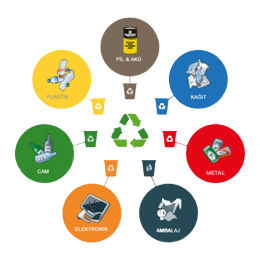 PİL & AKÜ
PLASTİK
KAĞIT
CAM
METAL
ELEKTRONİK
AMBALAJ